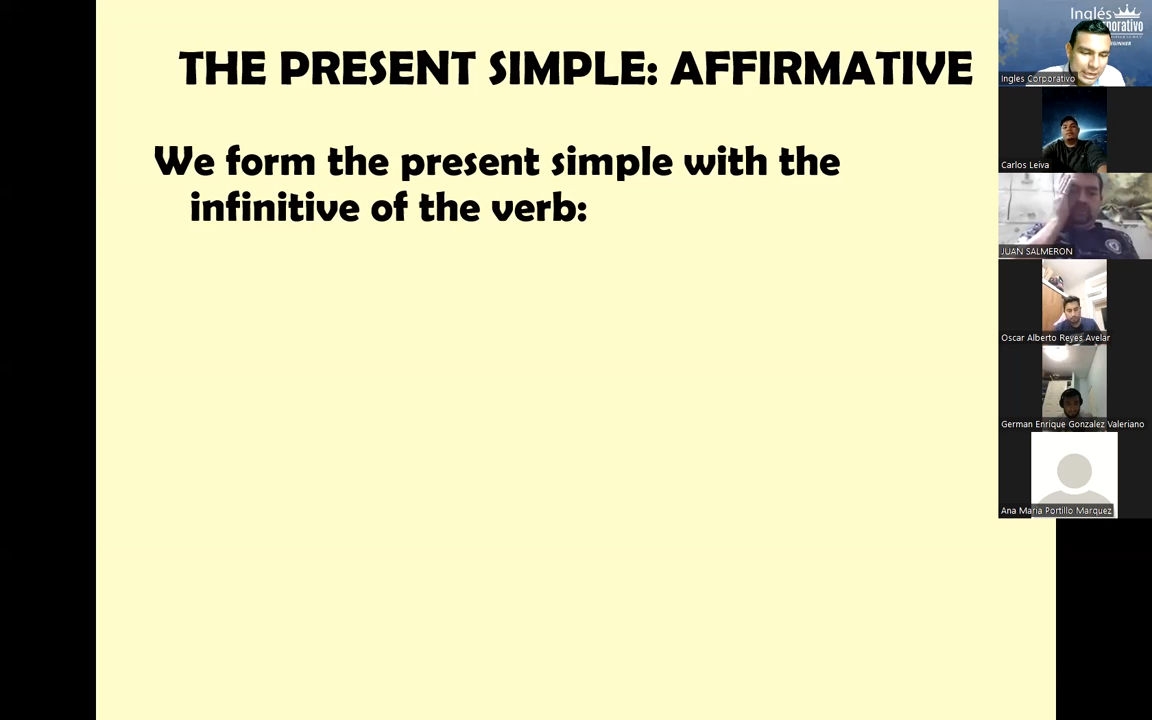 THE PRESENT SIMPLE: AFFIRMATIVE
We form the present simple with the
infinitive of the verb:
Inglés
Ingles Corporativo
Carlos Leiva
JUAN SALMERON
Oscar Alberto Reyes Avelar
German Enrique Gonzalez Valeriano
Ana Maria Portillo Marquez